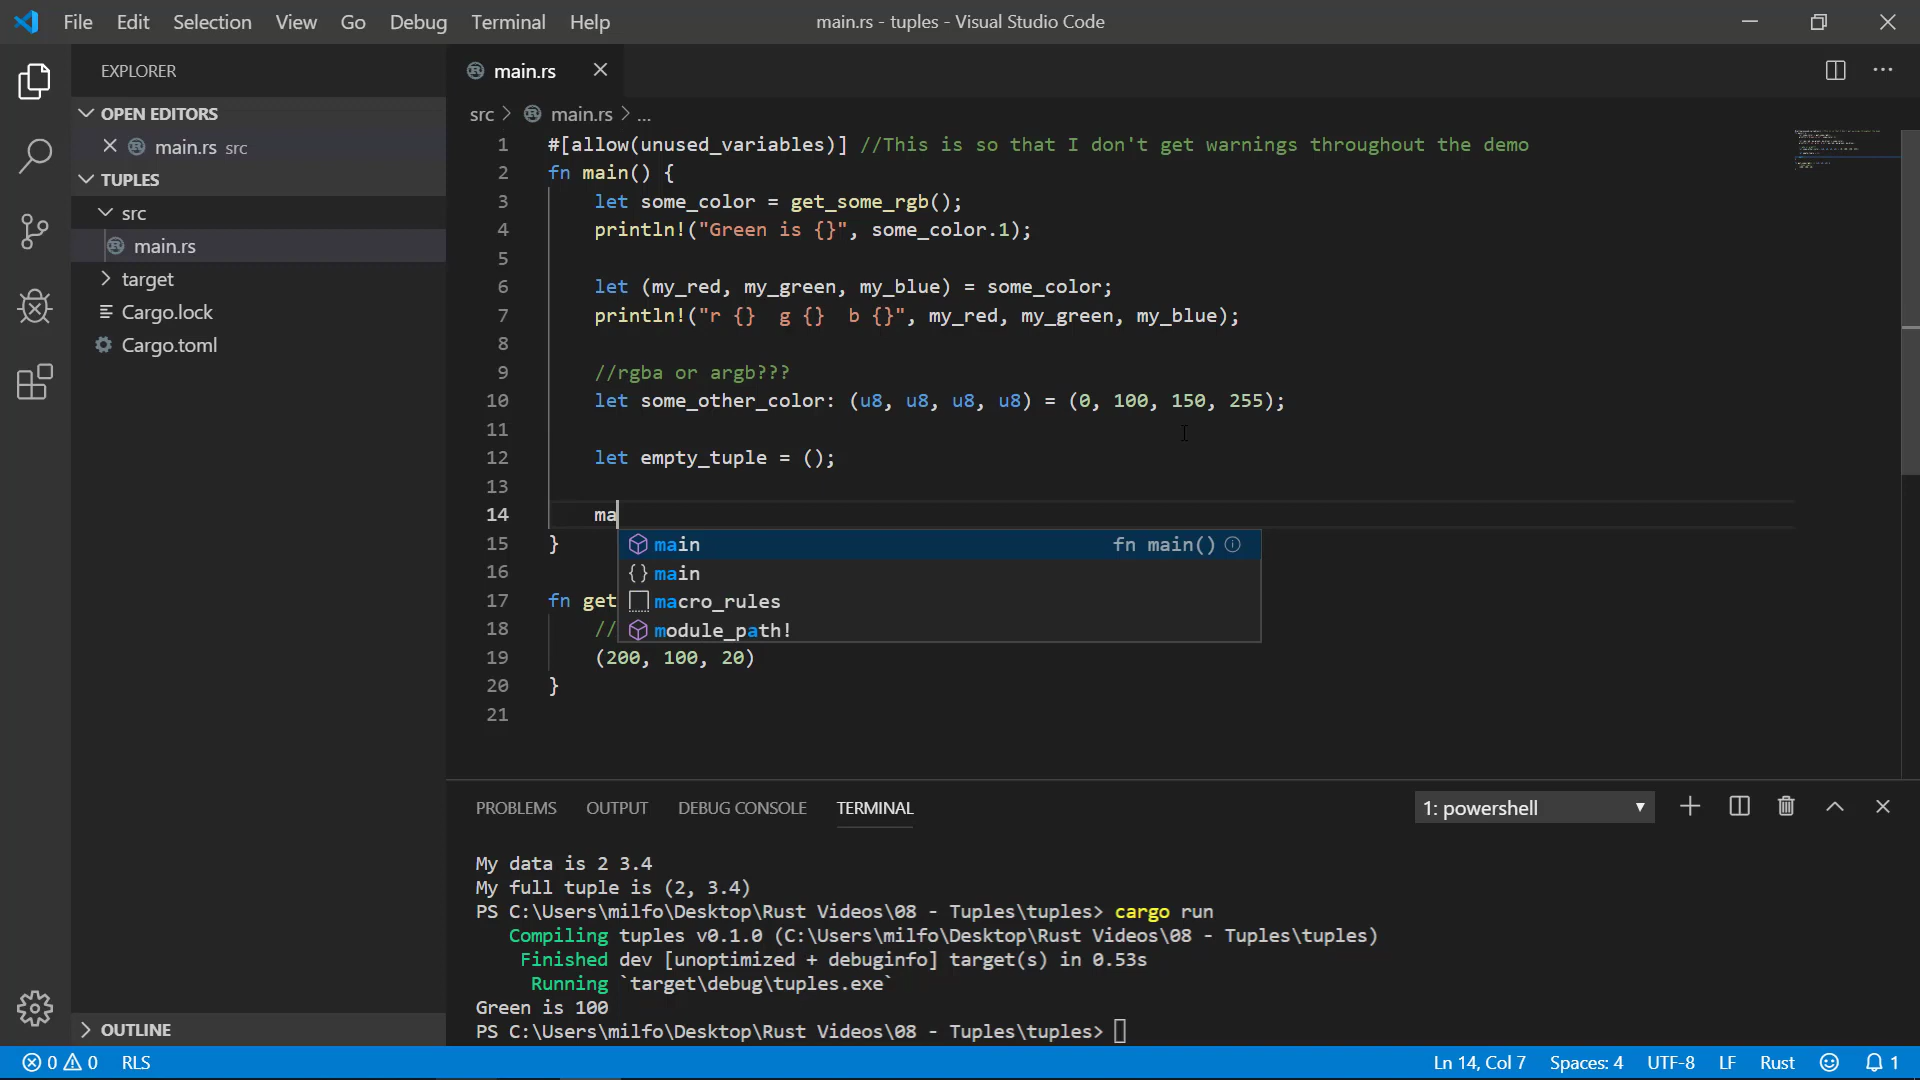 File Edit Selection View Go Debug Terminal Help
main.rs - tuples - Visual Studio Code
EXPLORER
OPEN EDITORS
main.rs src
TUPLES
src
main.rs
target
Cargo.lock
Cargo.toml
OUTLINE
main.rs
src > main.rs > ...
1 #[allow(unused_variables)] //This is so that I don't get warnings throughout the demo
2 fn main() {
3 let some_color = get_some_rgb();
4 println!("Green is {}", some_color.1);
5
6 let (my_red, my_green, my_blue) = some_color;
7 println!("r {}  g {}  b {}", my_red, my_green, my_blue);
8
9 //rgba or argb???
10 let some_other_color: (u8, u8, u8, u8) = (0, 100, 150, 255);
11
12 let empty_tuple = ();
13
14 ma
15 }
main fn main()
16
{} main
17 fn get
macro_rules
18 //
module_path!
19 (200, 100, 20)
20 }
21
PROBLEMS OUTPUT DEBUG CONSOLE TERMINAL
1: powershell
My data is 2 3.4
My full tuple is (2, 3.4)
PS C:\Users\milfo\Desktop\Rust Videos\08 - Tuples\tuples> cargo run
Compiling tuples v0.1.0 (C:\Users\milfo\Desktop\Rust Videos\08 - Tuples\tuples)
Finished dev [unoptimized + debuginfo] target(s) in 0.53s
Running `target\debug\tuples.exe`
Green is 100
PS C:\Users\milfo\Desktop\Rust Videos\08 - Tuples\tuples>
0 0 RLS
Ln 14, Col 7 Spaces: 4 UTF-8 LF Rust 1